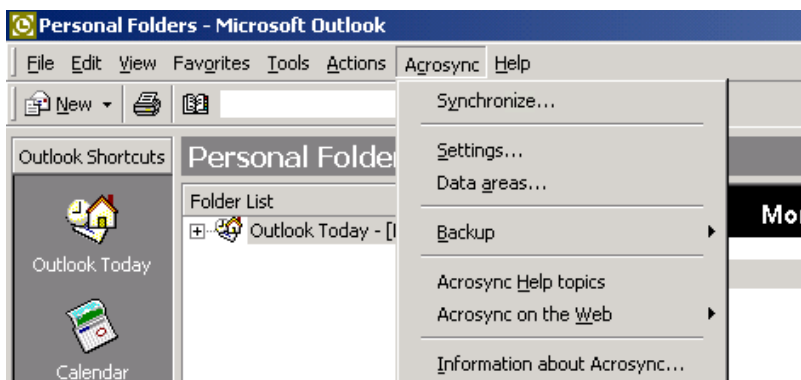 Personal Folders - Microsoft Outlook
File Edit View Favorites Tools Actions Acrosync Help
New
Synchronize...
Settings...
Data areas...
Backup
Acrosync Help topics
Acrosync on the Web
Information about Acrosync...
Outlook Shortcuts
Outlook Today
Calendar
Personal Folde
Folder List
Outlook Today - [
Mo